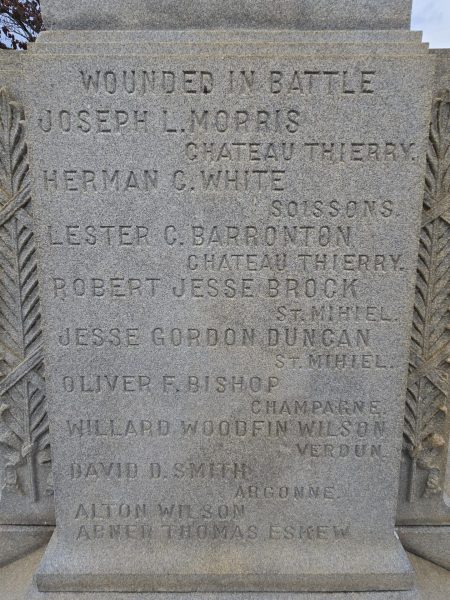 WOUNDED IN BATTLE
JOSEPH L. MORRIS
CHATEAU THIERRY.
HERMAN C. WHITE
SOISSONS.
LESTER C. BARRONTON
CHATEAU THIERRY.
ROBERT JESSE BROCK
ST. MIHIEL.
JESSE GORDON DUNCAN
ST. MIHIEL.
OLIVER F. BISHOP
CHAMPAGNE.
WILLARD WOODFIN WILSON
VERDUN.
DAVID D. SMITH
ARGONNE.
ALTON WILSON
ABNER THOMAS ESKEW